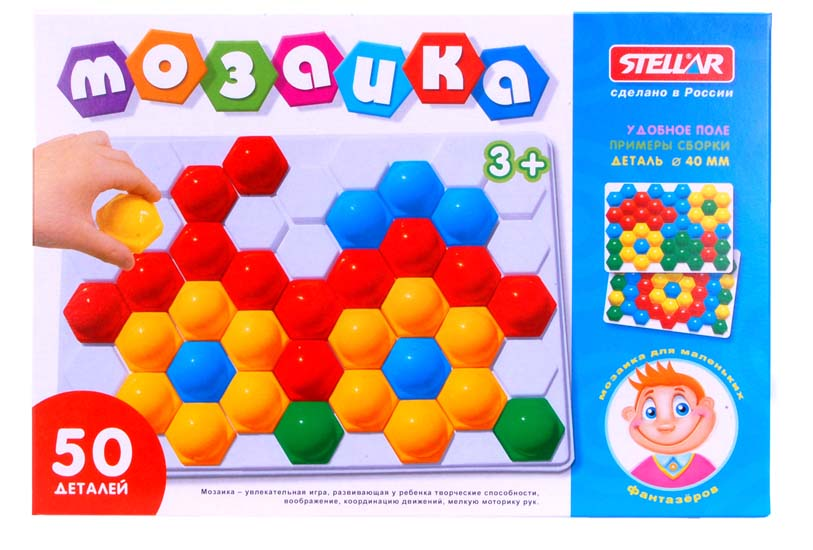 мозаика
3+
STELLAR
сделано в России
УДОБНОЕ ПОЛЕ
ПРИМЕРЫ СБОРКИ
ДЕТАЛЬ ø 40 ММ
мозаика для маленьких
фантазёров
50
ДЕТАЛЕЙ
Мозаика – увлекательная игра, развивающая у ребенка творческие способности,
воображение, координацию движений, мелкую моторику рук.